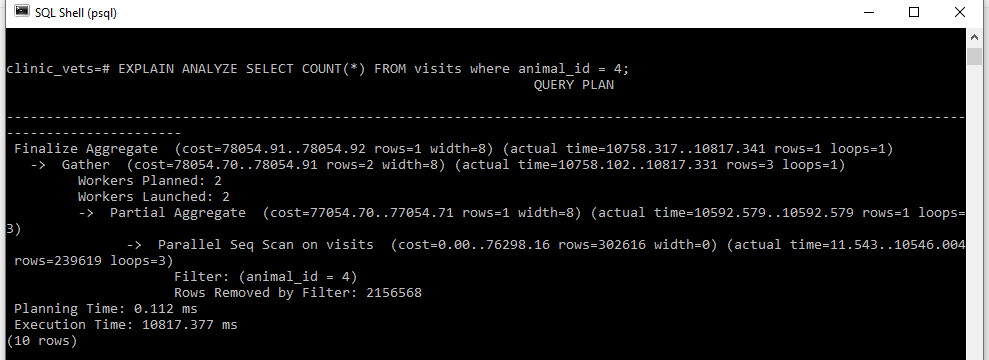 SQL Shell (psql)
clinic_vets=# EXPLAIN ANALYZE SELECT COUNT(*) FROM visits where animal_id = 4;
QUERY PLAN
------------------------------------------------------------------------------------------------------------------------
----------------------
Finalize Aggregate  (cost=78054.91..78054.92 rows=1 width=8) (actual time=10758.317..10817.341 rows=1 loops=1)
->  Gather  (cost=78054.70..78054.91 rows=2 width=8) (actual time=10758.102..10817.331 rows=3 loops=1)
Workers Planned: 2
Workers Launched: 2
->  Partial Aggregate  (cost=77054.70..77054.71 rows=1 width=8) (actual time=10592.579..10592.579 rows=1 loops=
3)
->  Parallel Seq Scan on visits  (cost=0.00..76298.16 rows=302616 width=0) (actual time=11.543..10546.004
rows=239619 loops=3)
Filter: (animal_id = 4)
Rows Removed by Filter: 2156568
Planning Time: 0.112 ms
Execution Time: 10817.377 ms
(10 rows)